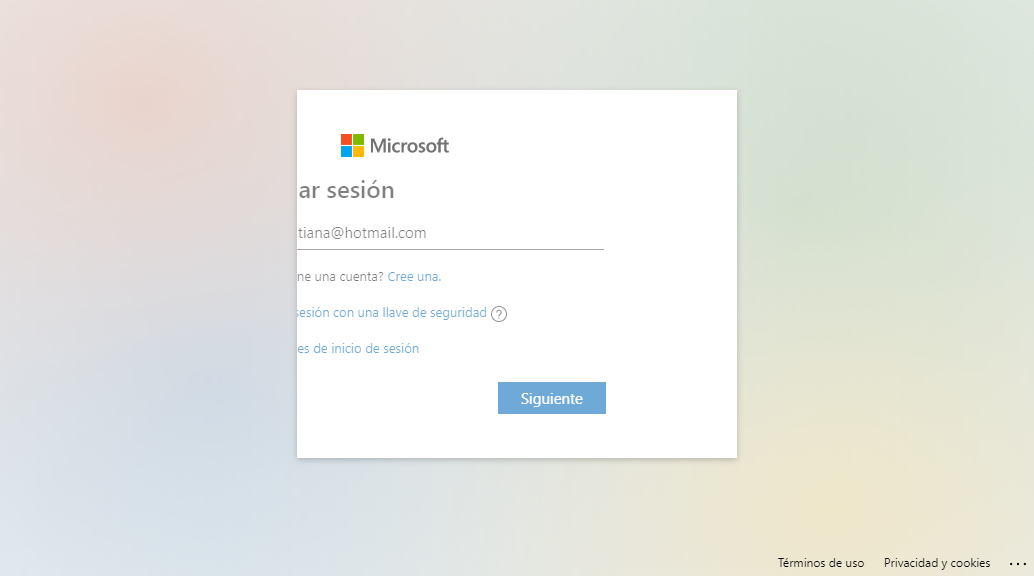 Microsoft
ar sesión
tiana@hotmail.com
ne una cuenta? Cree una.
sesión con una llave de seguridad ?
es de inicio de sesión
Siguiente
Términos de uso Privacidad y cookies ...